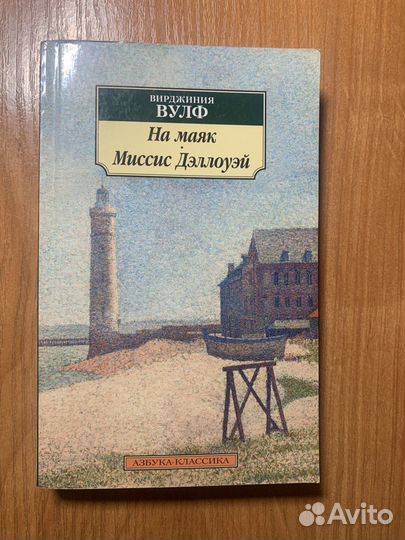 ВИРДЖИНИЯ
ВУЛФ
На маяк
·
Миссис Дэллоуэй
АЗБУКА-КЛАССИКА
Avito